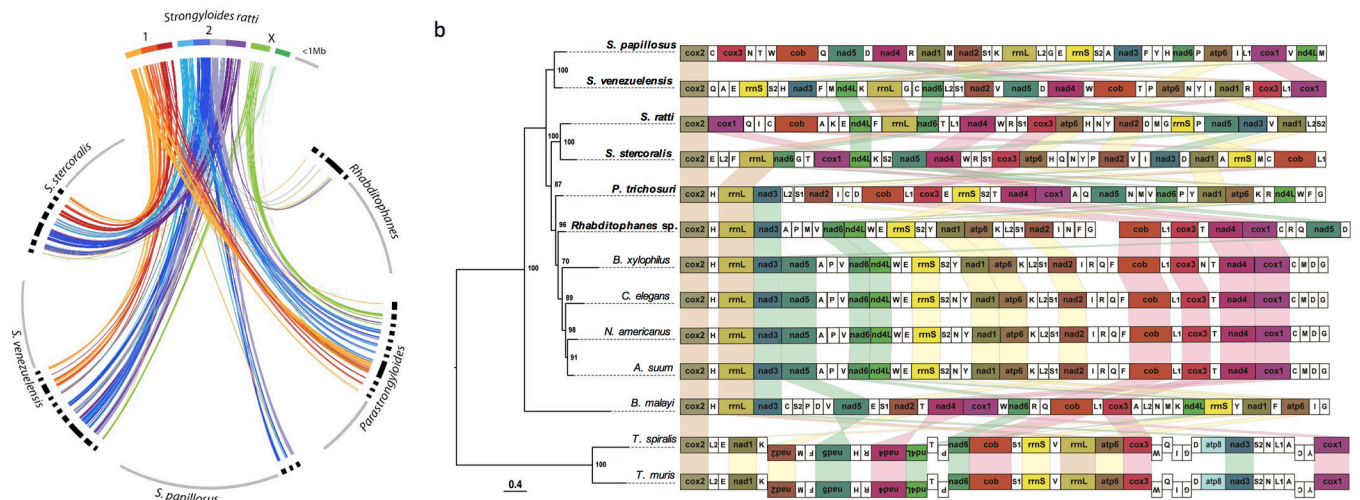 Strongyloides ratti
1
2
X
<1Mb
Rhabditophanes
Parastrongyloides
S. papillosus
S. venezuelensis
S. stercoralis
b
S. papillosus
cox2 C cox3 N T W cob Q nad5 D nad4 R nad1 M nad2 S1 K rrnL L2 G E rrnS S2 A nad3 F Y H nad6 P atp6 I L1 cox1 V nd4L M
100
S. venezuelensis
cox2 Q A E rrnS S2 H nad3 F M nd4L K rrnL G C nad6 L2 S1 nad2 V nad5 D nad4 W cob T P atp6 N Y I nad1 R cox3 L1 cox1
S. ratti
cox2 cox1 Q I C cob A K E nd4L F rrnL nad6 T L1 nad4 W R S1 cox3 atp6 H N Y nad2 D M G rrnS P nad5 nad3 V nad1 L2 S2
100
100
S. stercoralis
cox2 E L2 F rrnL nad6 G T cox1 nd4L K S2 nad5 nad4 W R S1 cox3 atp6 H Q N Y P nad2 V I nad3 D nad1 A rrnS M C cob L1
87
P. trichosuri
cox2 H rrnL nad3 L2 S1 nad2 I C D cob L1 cox3 E rrnS S2 T nad4 cox1 A Q nad5 N M V nad6 P Y nad1 atp6 K R nd4L W F G
96
Rhabditophanes sp.
cox2 H rrnL nad3 A P M V nad6 nd4L W E rrnS S2 Y nad1 atp6 K L2 S1 nad2 I N F G cob L1 cox3 T nad4 cox1 C R Q nad5 D
70
B. xylophilus
cox2 H rrnL nad3 nad5 A P V nad6 nd4L W E rrnS S2 Y nad1 atp6 K L2 S1 nad2 I R Q F cob L1 cox3 N T nad4 cox1 C M D G
100
89
C. elegans
cox2 H rrnL nad3 nad5 A P V nad6 nd4L W E rrnS S2 N Y nad1 atp6 K L2 S1 nad2 I R Q F cob L1 cox3 T nad4 cox1 C M D G
98
N. americanus
cox2 H rrnL nad3 nad5 A P V nad6 nd4L W E rrnS S2 N Y nad1 atp6 K L2 S1 nad2 I R Q F cob L1 cox3 T nad4 cox1 C M D G
91
A. suum
cox2 H rrnL nad3 nad5 A P V nad6 nd4L W E rrnS S2 N Y nad1 atp6 K L2 S1 nad2 I R Q F cob L1 cox3 T nad4 cox1 C M D G
B. malayi
cox2 H rrnL nad3 C S2 P D V nad5 E S1 nad2 T nad4 cox1 W nad6 R Q cob L1 cox3 A L2 N M K nd4L rrnS Y nad1 F atp6 I G
T. spiralis
cox2 L2 E nad1 K nad2 M F nad5 H R nad4 nd4L T P nad6 cob S1 rrnS V rrnL atp6 cox3 W Q I G D atp8 nad3 S2 N L1 A C Y cox1
100
T. muris
cox2 L2 E nad1 K nad2 M F nad5 H R nad4 nd4L T P nad6 cob S1 rrnS V rrnL atp6 cox3 W Q I G D atp8 nad3 S2 N L1 A C Y cox1
0.4